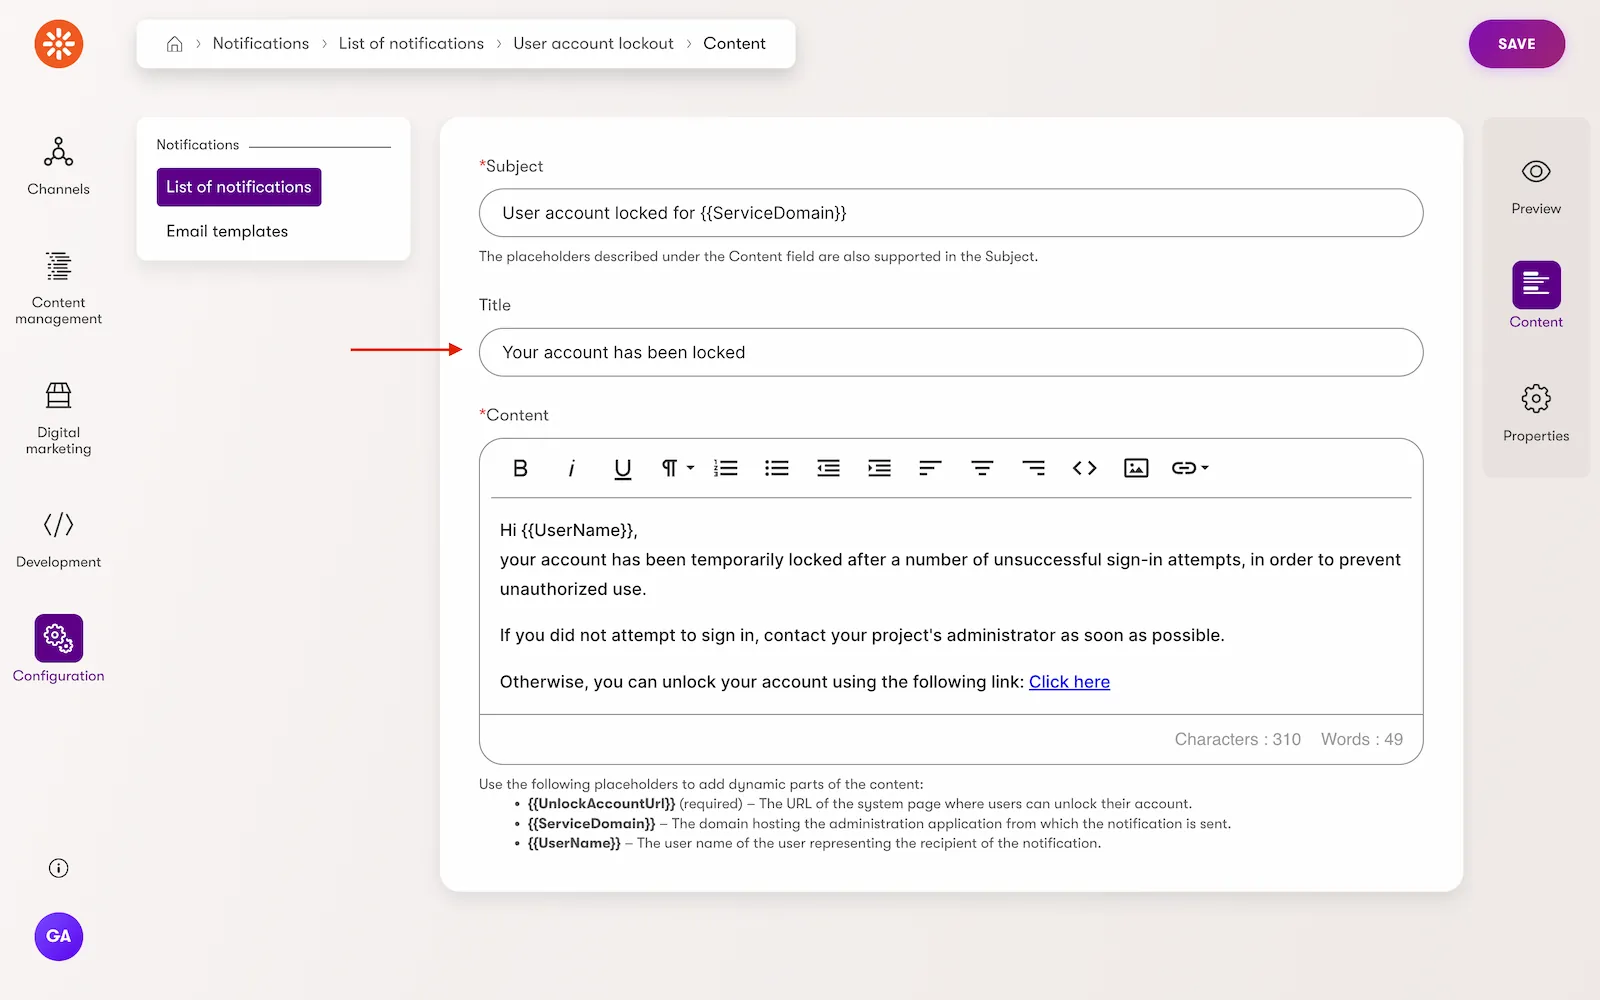 Notifications
List of notifications
User account lockout
Content
SAVE
Channels
Content
management
Digital
marketing
Development
Configuration
GA
Notifications
List of notifications
Email templates
*Subject
User account locked for {{ServiceDomain}}
The placeholders described under the Content field are also supported in the Subject.
Title
Your account has been locked
*Content
B i U
Hi {{UserName}},
your account has been temporarily locked after a number of unsuccessful sign-in attempts, in order to prevent
unauthorized use.
If you did not attempt to sign in, contact your project's administrator as soon as possible.
Otherwise, you can unlock your account using the following link: Click here
Characters : 310 Words : 49
Use the following placeholders to add dynamic parts of the content:
• {{UnlockAccountUrl}} (required) – The URL of the system page where users can unlock their account.
• {{ServiceDomain}} – The domain hosting the administration application from which the notification is sent.
• {{UserName}} – The user name of the user representing the recipient of the notification.
Preview
Content
Properties